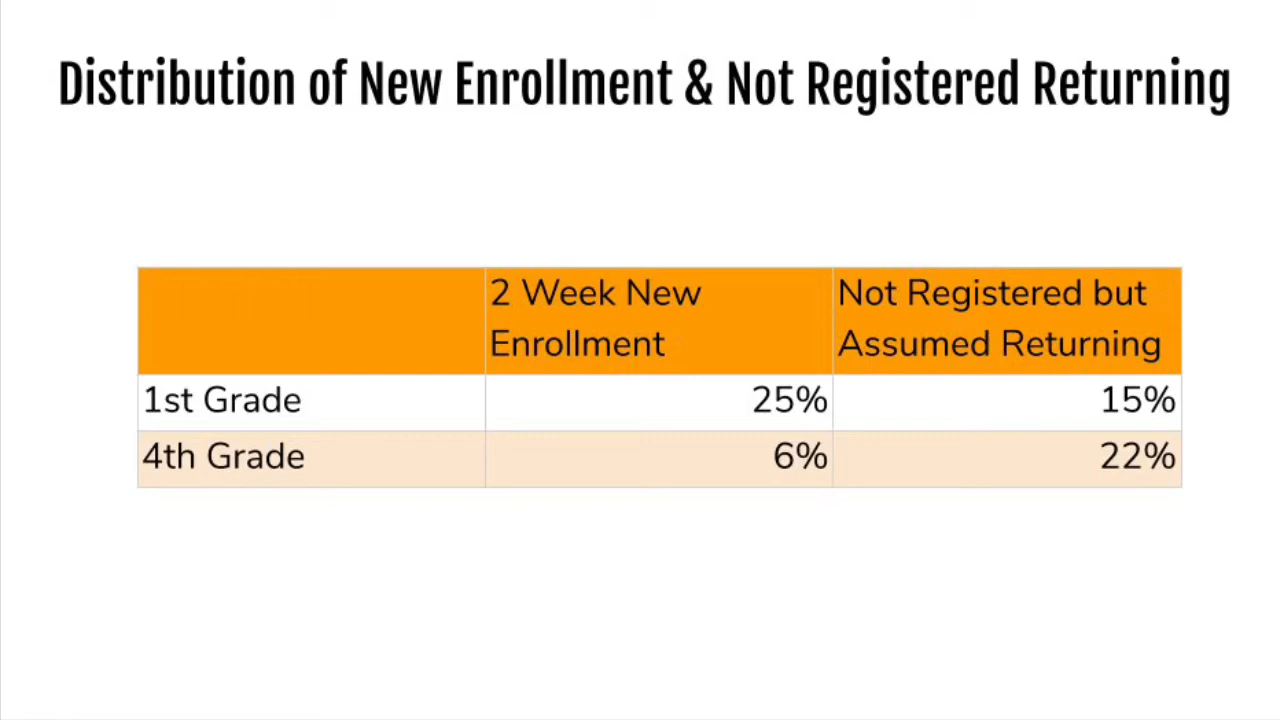 Distribution of New Enrollment & Not Registered Returning
2 Week New
Enrollment
Not Registered but
Assumed Returning
1st Grade 25% 15%
4th Grade 6% 22%